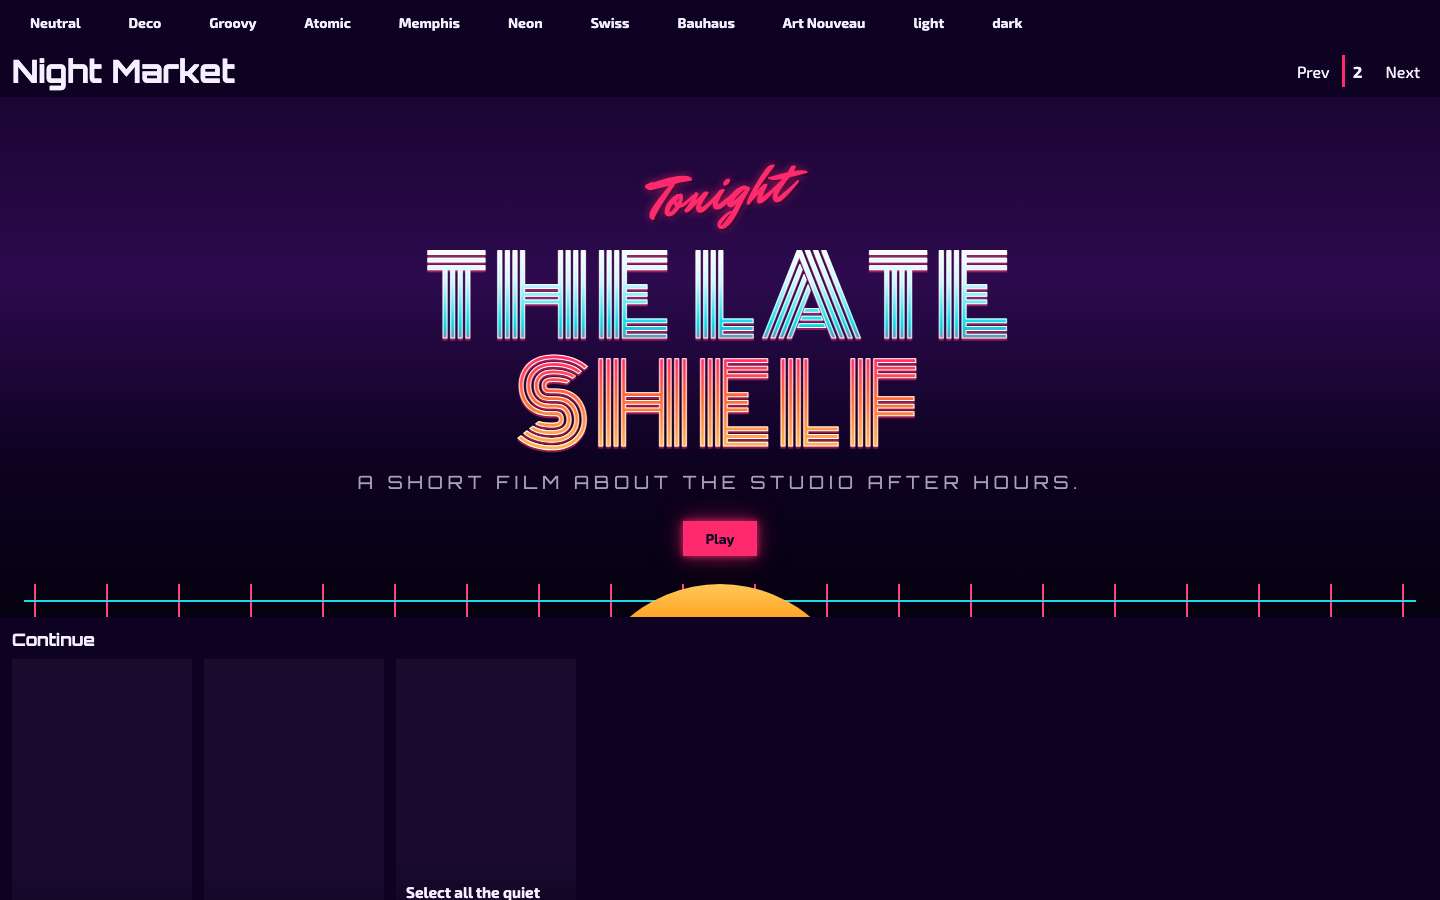 Neutral Deco Groovy Atomic Memphis Neon Swiss Bauhaus Art Nouveau light dark
Night Market
Prev 2 Next
Tonight
THE LATE
SHELF
A SHORT FILM ABOUT THE STUDIO AFTER HOURS.
Play
Continue
Select all the quiet